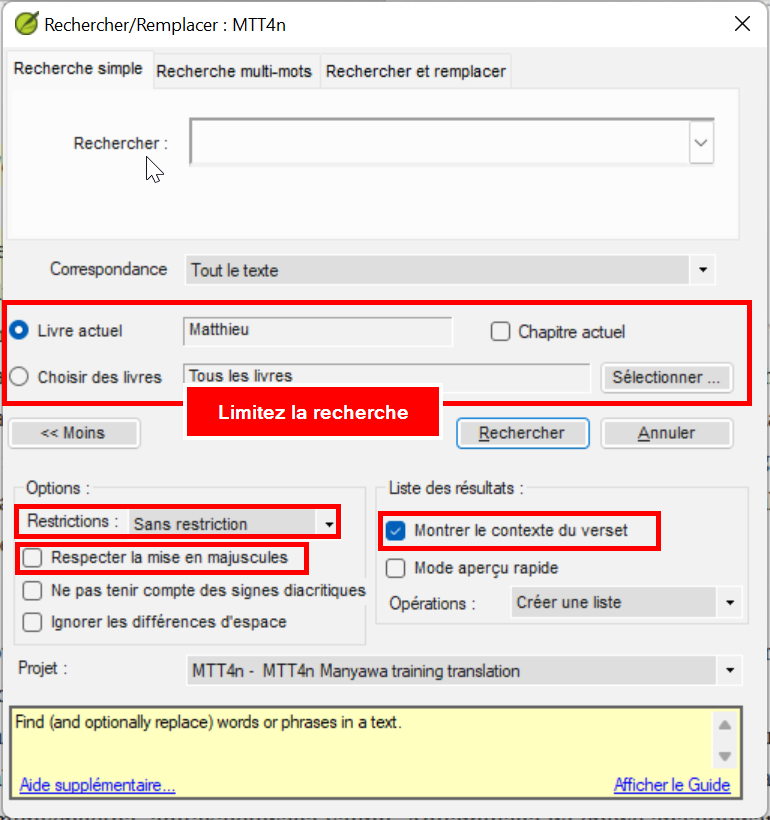 Rechercher/Remplacer : MTT4n
Recherche simple Recherche multi-mots Rechercher et remplacer
Rechercher :
Correspondance Tout le texte
Livre actuel Matthieu Chapitre actuel
Choisir des livres Tous les livres Sélectionner ...
Limitez la recherche
<< Moins Rechercher Annuler
Options : Liste des résultats :
Restrictions : Sans restriction Montrer le contexte du verset
Respecter la mise en majuscules Mode aperçu rapide
Ne pas tenir compte des signes diacritiques
Opérations : Créer une liste
Ignorer les différences d'espace
Projet : MTT4n - MTT4n Manyawa training translation
Find (and optionally replace) words or phrases in a text.
Aide supplémentaire... Afficher le Guide